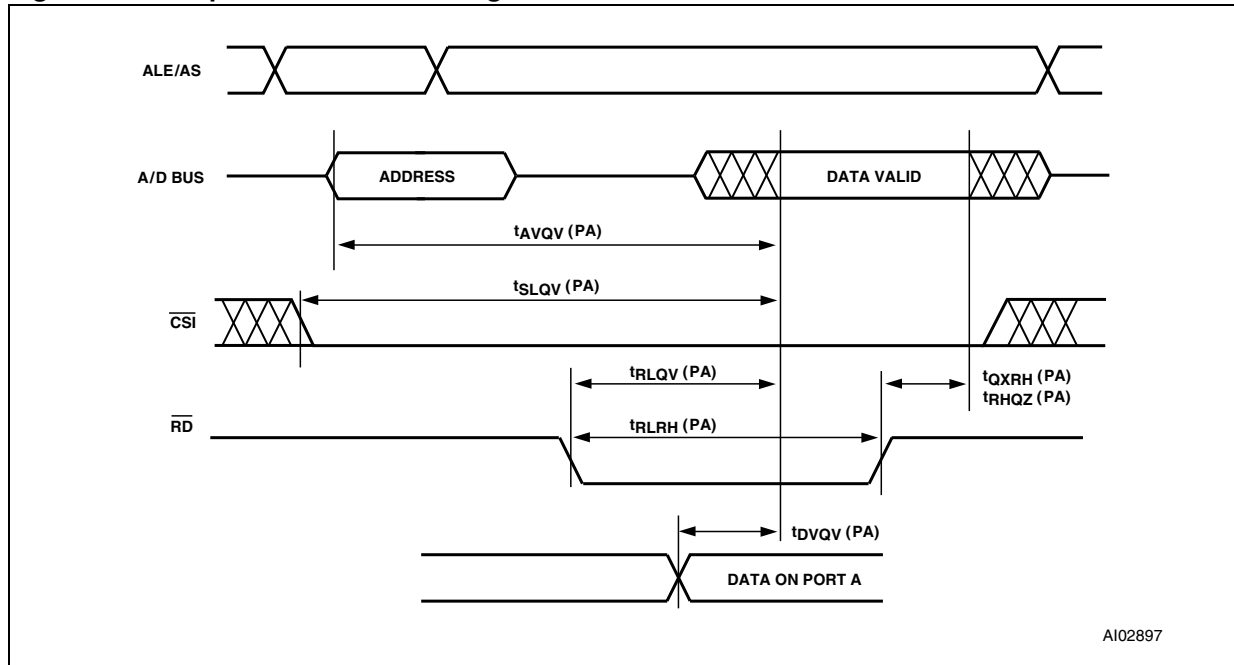 ALE/AS
A/D BUS
ADDRESS
DATA VALID
tAVQV (PA)
tSLQV (PA)
CSI
tRLQV (PA)
tQXRH (PA)
tRHQZ (PA)
RD
tRLRH (PA)
tDVQV (PA)
DATA ON PORT A
AI02897